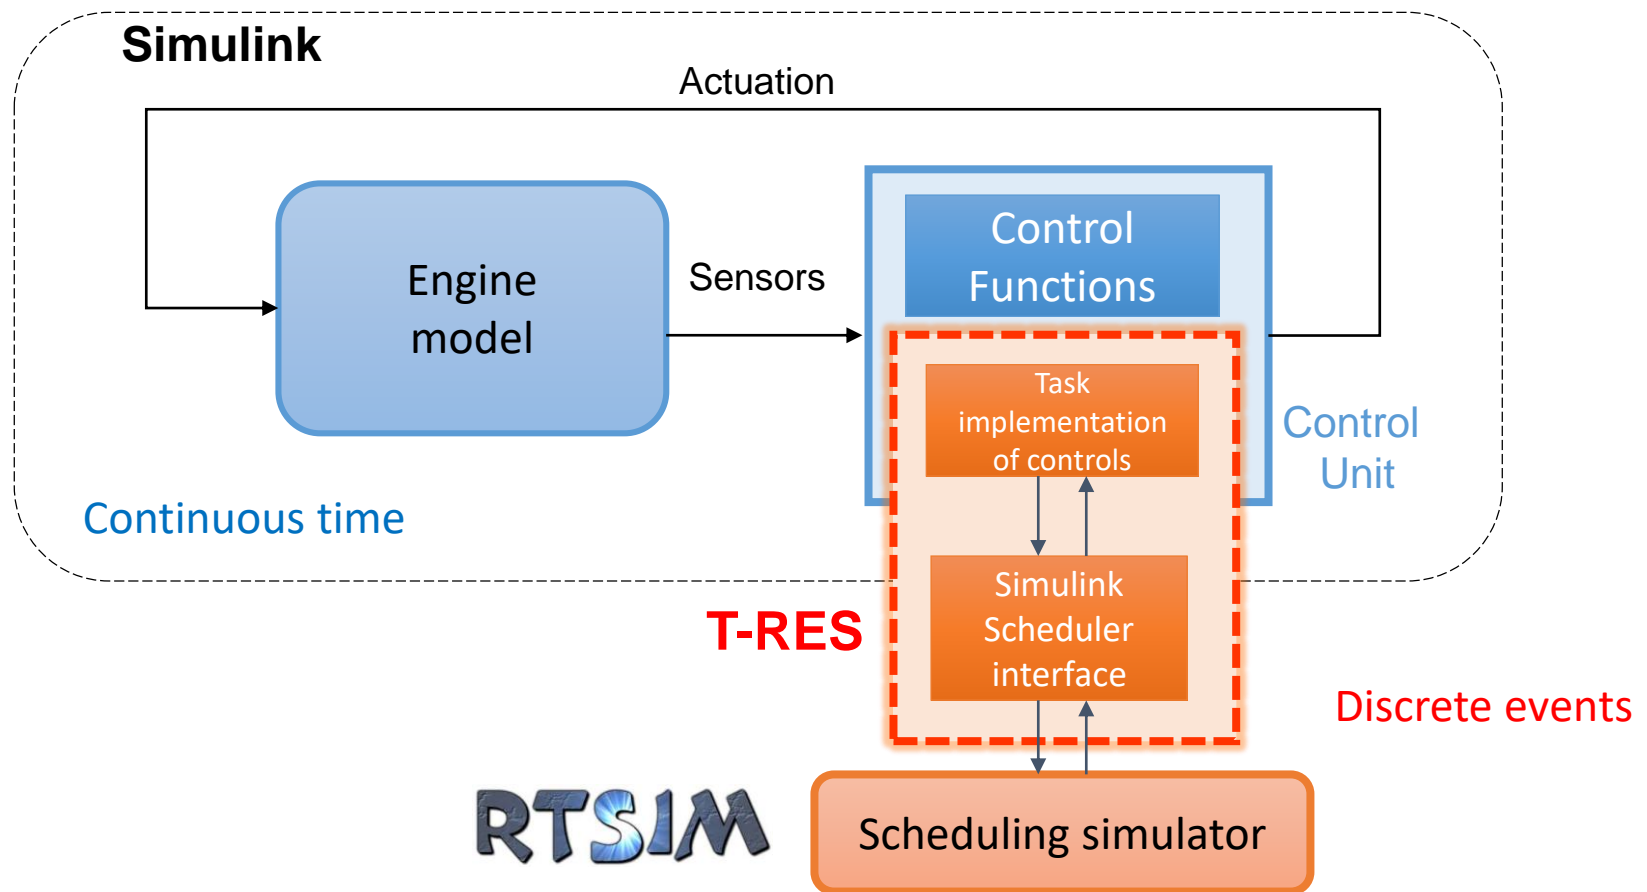 Simulink
Actuation
Engine
model
Sensors
Control
Functions
Task
implementation
of controls
Control
Unit
Continuous time
Simulink
Scheduler
interface
T-RES
Discrete events
RTSIM
Scheduling simulator